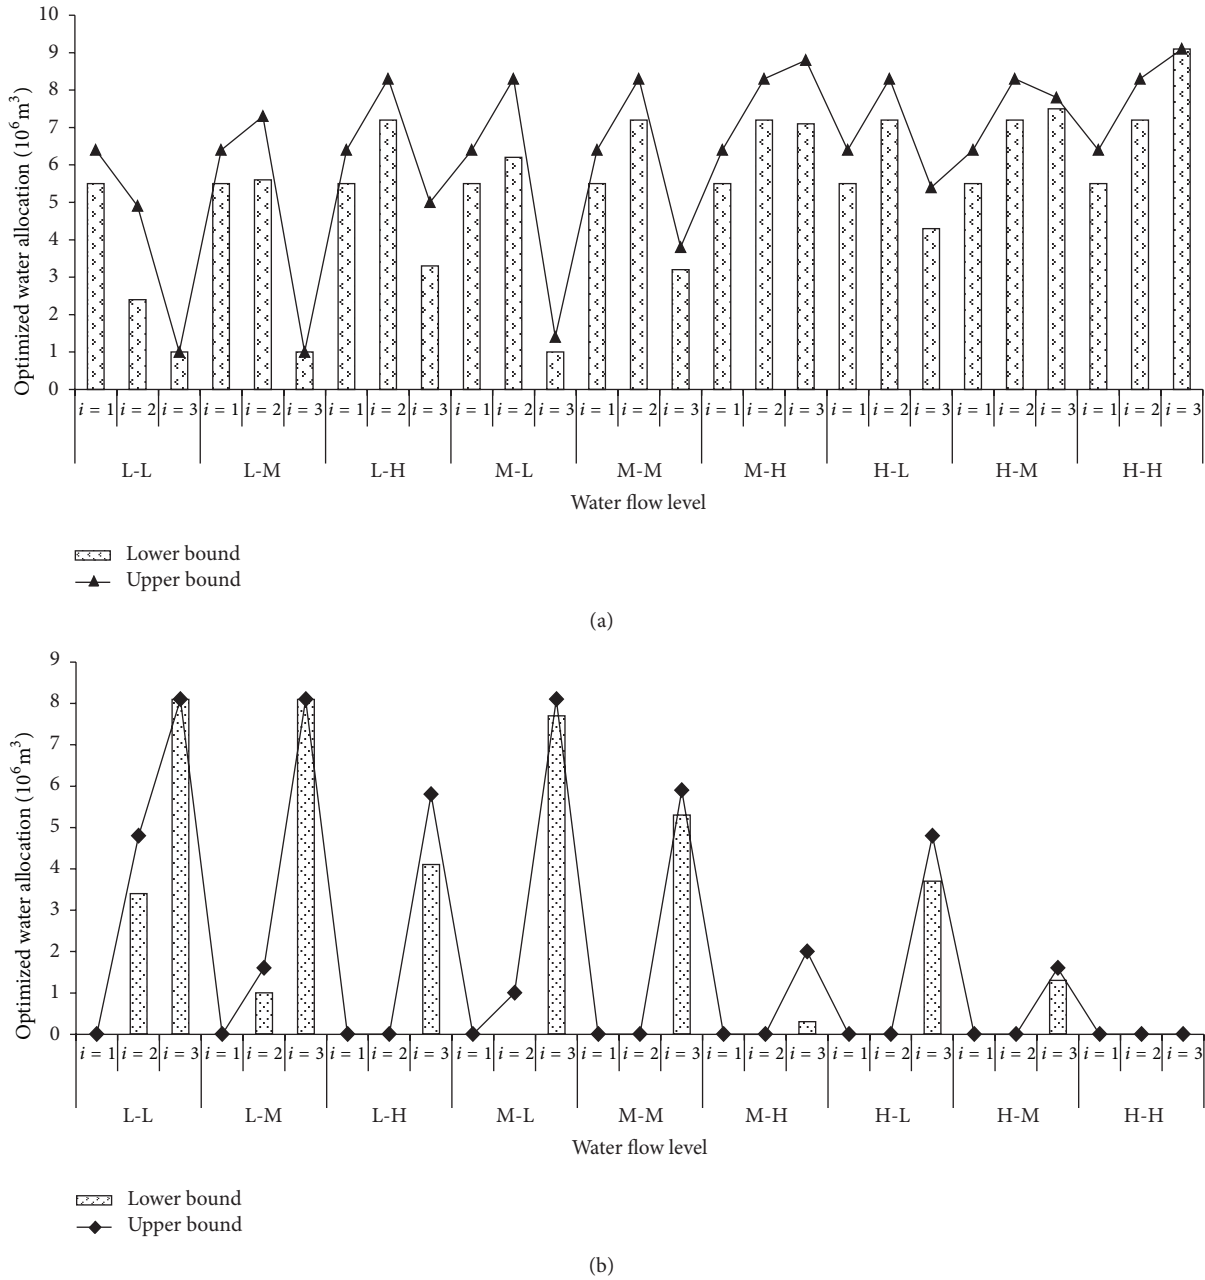 10
9
8
7
6
5
4
3
2
1
0
Optimized water allocation (10⁶ m³)
i = 1 i = 2 i = 3 i = 1 i = 2 i = 3 i = 1 i = 2 i = 3 i = 1 i = 2 i = 3 i = 1 i = 2 i = 3 i = 1 i = 2 i = 3 i = 1 i = 2 i = 3 i = 1 i = 2 i = 3 i = 1 i = 2 i = 3
L-L L-M L-H M-L M-M M-H H-L H-M H-H
Water flow level
Lower bound
Upper bound
(a)
9
8
7
6
5
4
3
2
1
0
Optimized water allocation (10⁶ m³)
i = 1 i = 2 i = 3 i = 1 i = 2 i = 3 i = 1 i = 2 i = 3 i = 1 i = 2 i = 3 i = 1 i = 2 i = 3 i = 1 i = 2 i = 3 i = 1 i = 2 i = 3 i = 1 i = 2 i = 3 i = 1 i = 2 i = 3
L-L L-M L-H M-L M-M M-H H-L H-M H-H
Water flow level
Lower bound
Upper bound
(b)